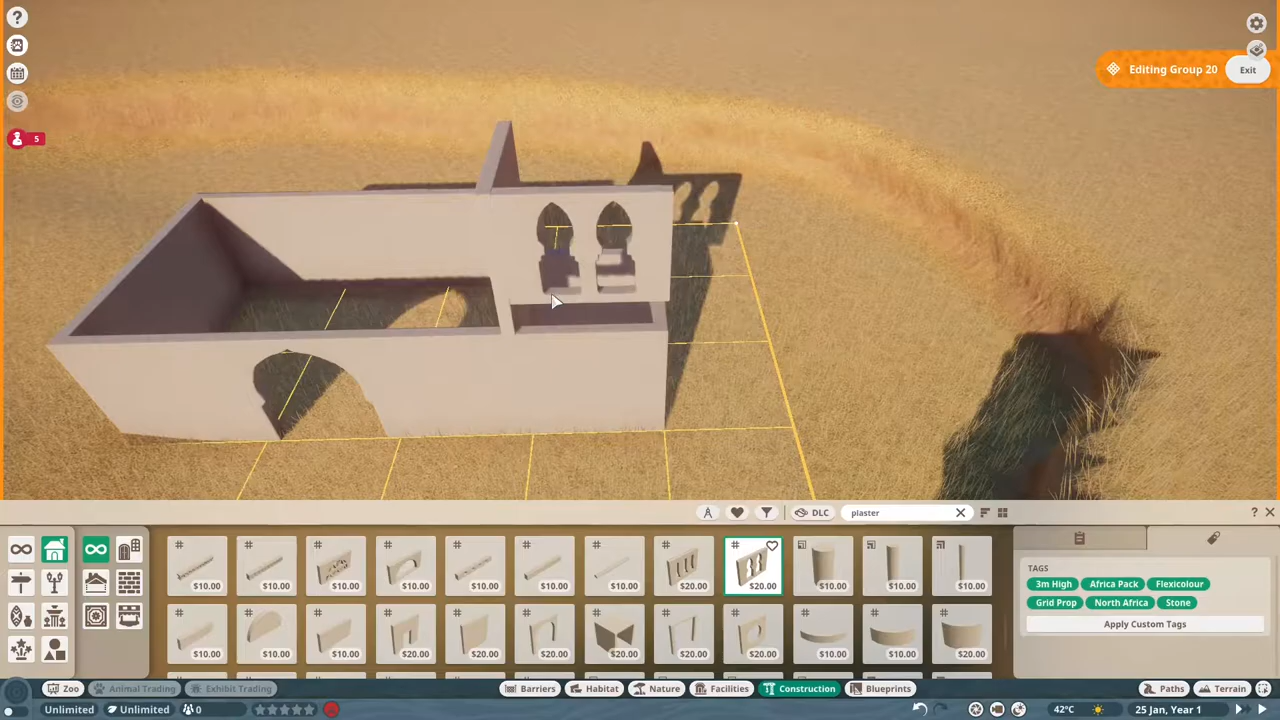 ?
Editing Group 20
Exit
5
DLC
plaster
?
# $10.00
# $10.00
# $10.00
# $10.00
# $10.00
# $10.00
# $10.00
# $20.00
# $20.00
$10.00
$10.00
$10.00
TAGS
3m High
Africa Pack
Flexicolour
Grid Prop
North Africa
Stone
Apply Custom Tags
# $10.00
# $10.00
# $10.00
# $20.00
# $20.00
# $20.00
# $20.00
# $20.00
# $20.00
# $10.00
# $10.00
# $20.00
Zoo
Animal Trading
Exhibit Trading
Barriers
Habitat
Nature
Facilities
Construction
Blueprints
Paths
Terrain
Unlimited
Unlimited
0
42°C
25 Jan, Year 1